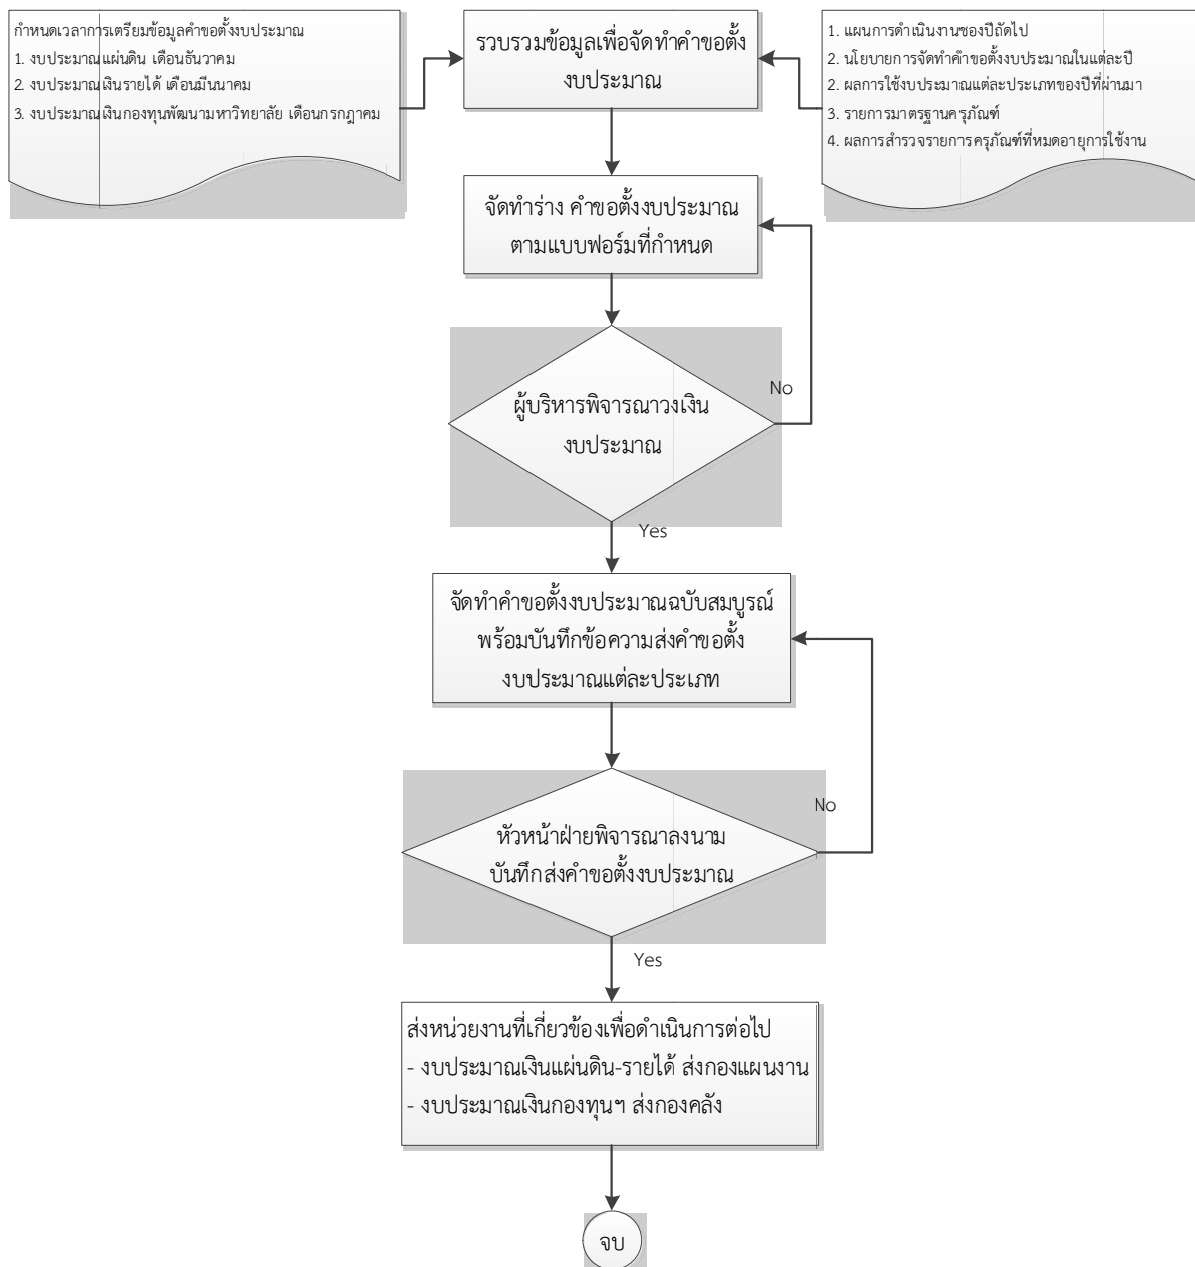 กำหนดเวลาการเตรียมข้อมูลคำขอตั้งงบประมาณ
1. งบประมาณแผ่นดิน เดือนธันวาคม
2. งบประมาณเงินรายได้ เดือนมีนนาคม
3. งบประมาณเงินกองทุนพัฒนามหาวิทยาลัย เดือนกรกฎาคม
รวบรวมข้อมูลเพื่อจัดทำคำขอตั้ง
งบประมาณ
1. แผนการดำเนินงานของปีถัดไป
2. นโยบายการจัดทำคำขอตั้งงบประมาณในแต่ละปี
2. ผลการใช้งบประมาณแต่ละประเภทของปีที่ผ่านมา
3. รายการมาตรฐานครุภัณฑ์
4. ผลการสำรวจรายการครุภัณฑ์ที่หมดอายุการใช้งาน
จัดทำร่าง คำขอตั้งงบประมาณ
ตามแบบฟอร์มที่กำหนด
ผู้บริหารพิจารณาวงเงิน
งบประมาณ
No
Yes
จัดทำคำขอตั้งงบประมาณฉบับสมบูรณ์
พร้อมบันทึกข้อความส่งคำขอตั้ง
งบประมาณแต่ละประเภท
หัวหน้าฝ่ายพิจารณาลงนาม
บันทึกส่งคำขอตั้งงบประมาณ
No
Yes
ส่งหน่วยงานที่เกี่ยวข้องเพื่อดำเนินการต่อไป
- งบประมาณเงินแผ่นดิน-รายได้ ส่งกองแผนงาน
- งบประมาณเงินกองทุนฯ ส่งกองคลัง
จบ